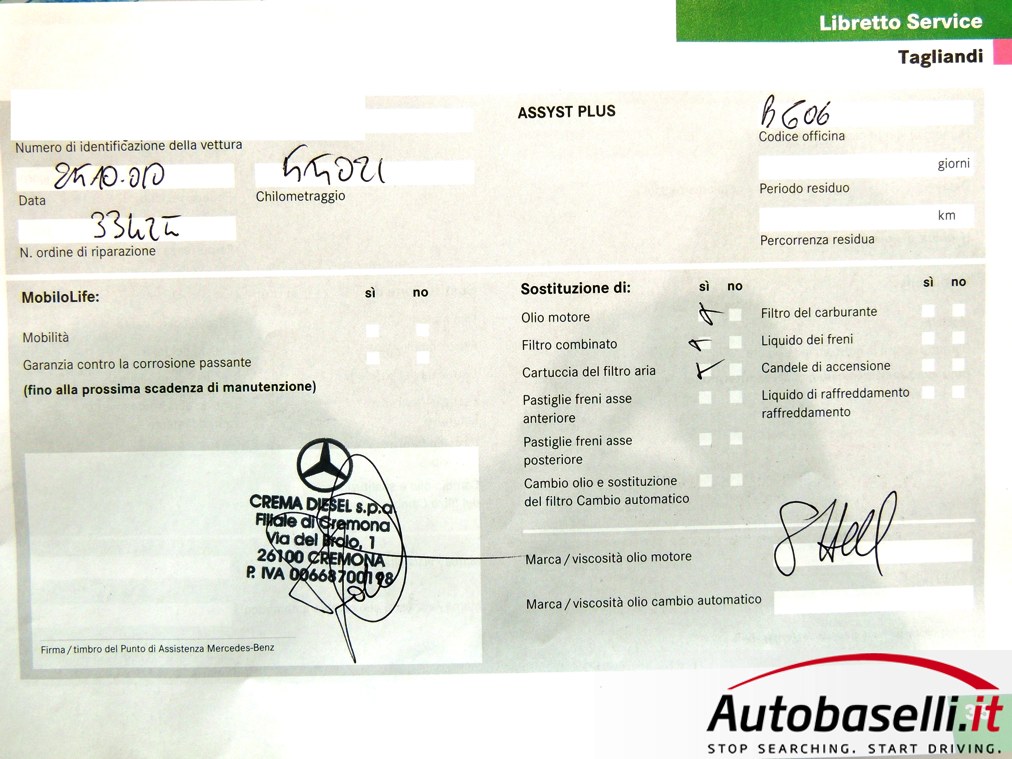 Libretto Service
Tagliandi
ASSYST PLUS
Numero di identificazione della vettura
Data
55021
Chilometraggio
N. ordine di riparazione
Codice officina
giorni
Periodo residuo
km
Percorrenza residua
MobiloLife:
sì no
Mobilità
Garanzia contro la corrosione passante
(fino alla prossima scadenza di manutenzione)
Sostituzione di:
sì no
Olio motore
Filtro combinato
Cartuccia del filtro aria
Pastiglie freni asse
anteriore
Pastiglie freni asse
posteriore
Cambio olio e sostituzione
del filtro Cambio automatico
sì no
Filtro del carburante
Liquido dei freni
Candele di accensione
Liquido di raffreddamento
raffreddamento
Marca / viscosità olio motore
Shell
Marca / viscosità olio cambio automatico
CREMA DIESEL s.p.a
Filiale di Cremona
Via del 1
26100 CREMONA
P. IVA 00668700198
Firma / timbro del Punto di Assistenza Mercedes-Benz
Autobaselli.it
STOP SEARCHING. START DRIVING.